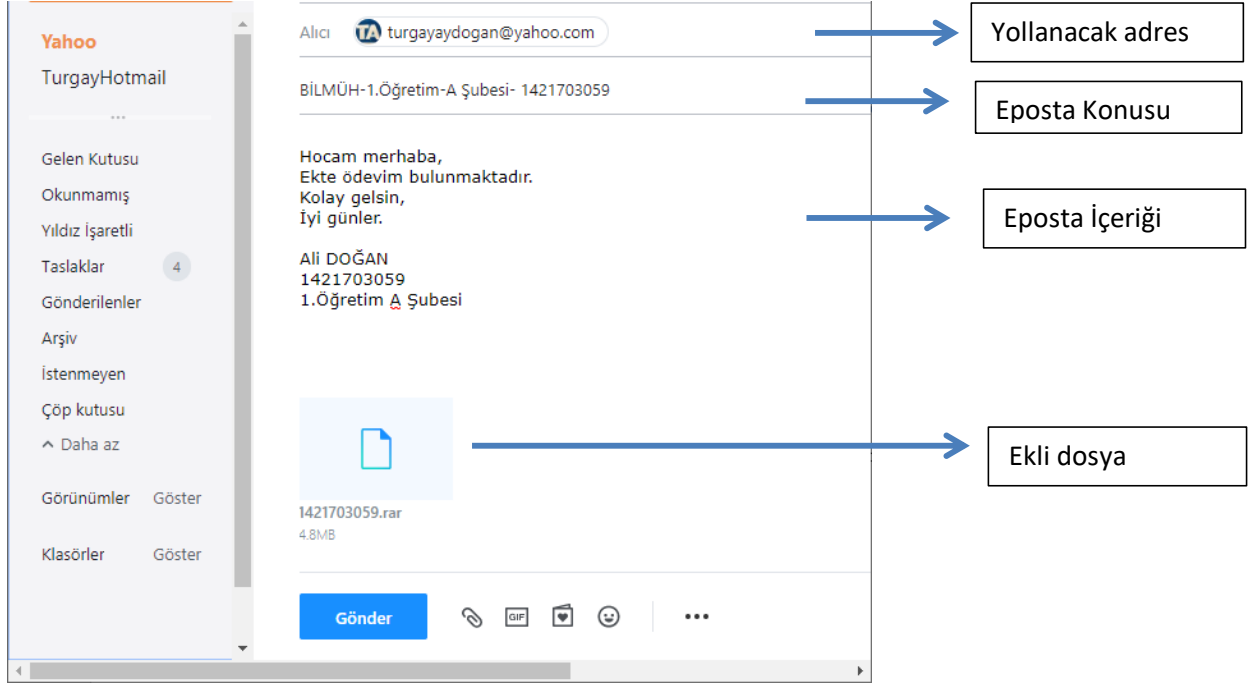 Yahoo
TurgayHotmail
Gelen Kutusu
Okunmamış
Yıldız İşaretli
Taslaklar 4
Gönderilenler
Arşiv
İstenmeyen
Çöp kutusu
Daha az
Görünümler Göster
Klasörler Göster
Alıcı TA turgayaydogan@yahoo.com
BİLMÜH-1.Öğretim-A Şubesi- 1421703059
Hocam merhaba,
Ekte ödevim bulunmaktadır.
Kolay gelsin,
İyi günler.
Ali DOĞAN
1421703059
1.Öğretim A Şubesi
1421703059.rar
4.8MB
Gönder GIF
Yollanacak adres
Eposta Konusu
Eposta İçeriği
Ekli dosya